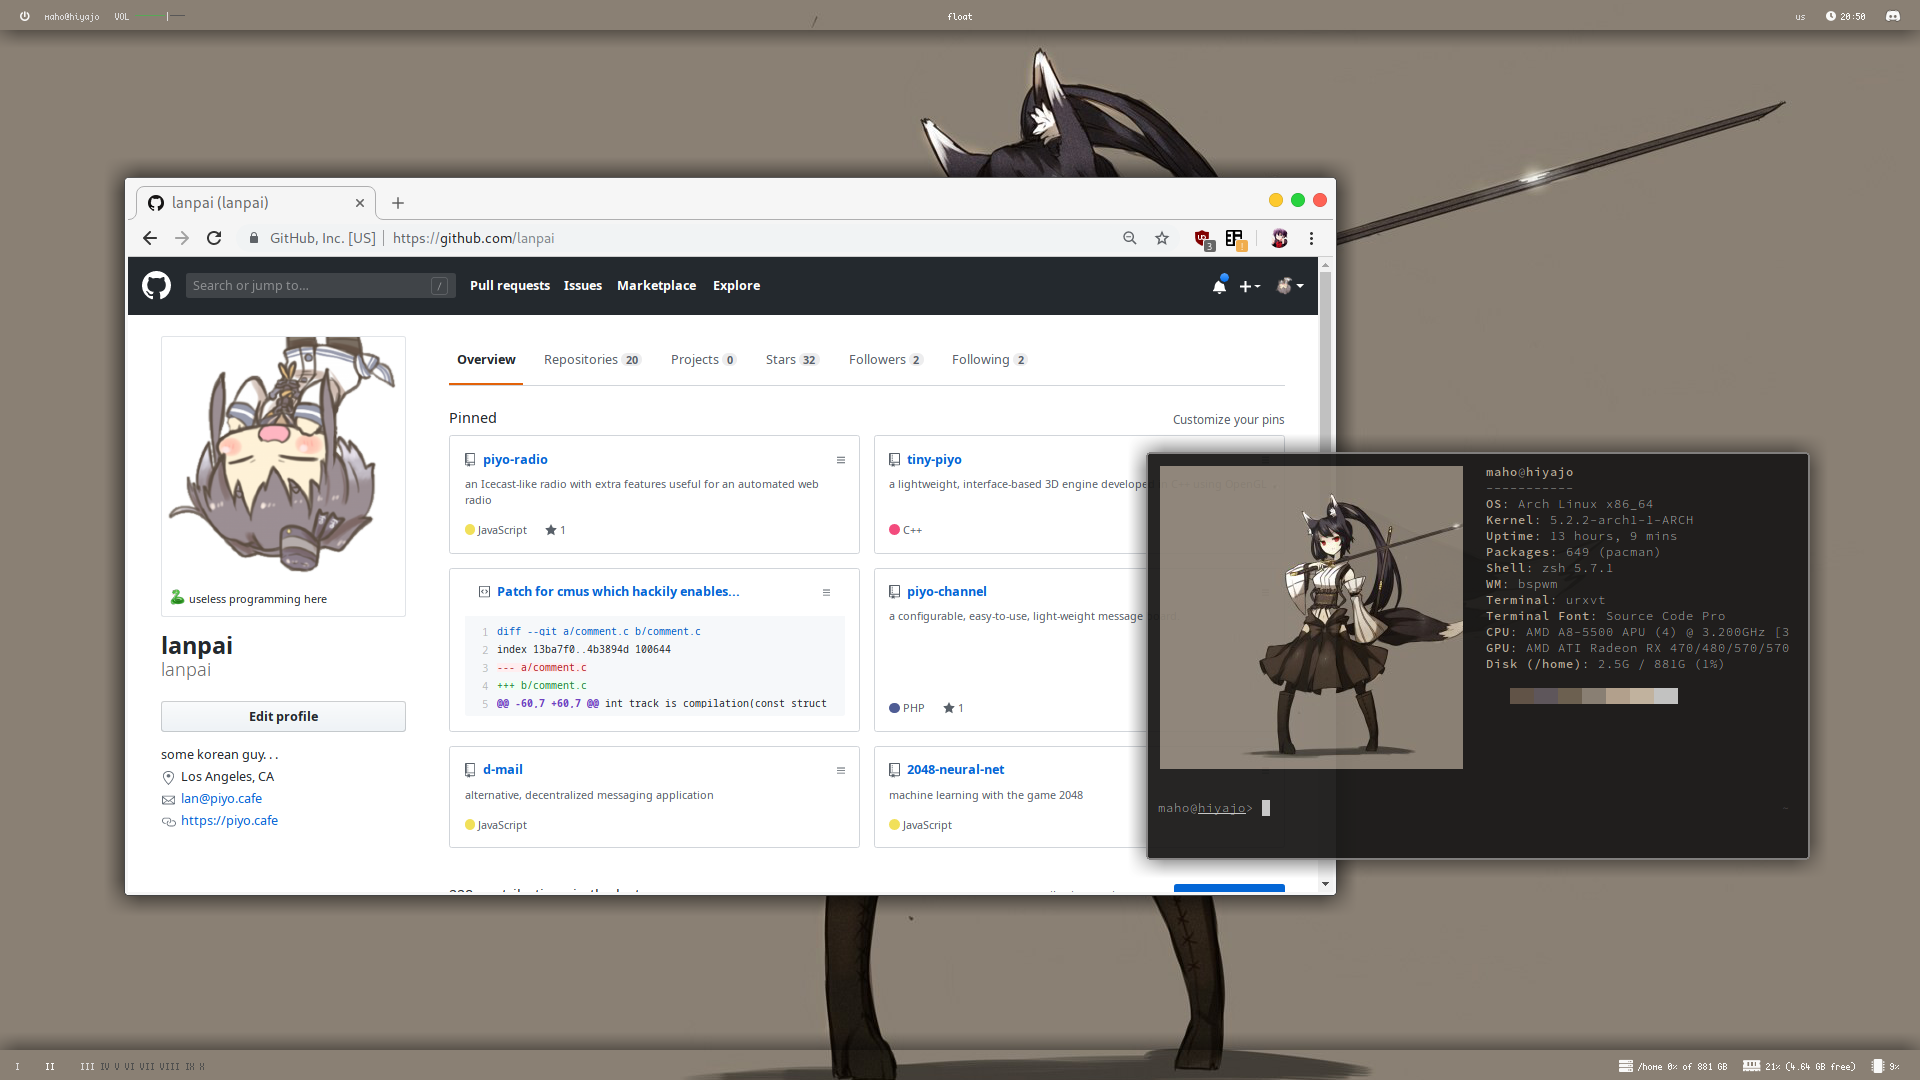 maho@hiyajo VOL
float
us 20:50
lanpai (lanpai)
GitHub, Inc. [US] https://github.com/lanpai
3
Search or jump to... /
Pull requests Issues Marketplace Explore
Overview Repositories 20 Projects 0 Stars 32 Followers 2 Following 2
Pinned
Customize your pins
piyo-radio
an Icecast-like radio with extra features useful for an automated web
radio
JavaScript 1
tiny-piyo
a lightweight, interface-based 3D engine developed in C++ using OpenGL...
C++
Patch for cmus which hackily enables...
1 diff --git a/comment.c b/comment.c
2 index 13ba7f0..4b3894d 100644
3 --- a/comment.c
4 +++ b/comment.c
5 @@ -60,7 +60,7 @@ int track_is_compilation(const struct
piyo-channel
a configurable, easy-to-use, light-weight message board
PHP 1
d-mail
alternative, decentralized messaging application
JavaScript
2048-neural-net
machine learning with the game 2048
JavaScript
useless programming here
lanpai
lanpai
Edit profile
some korean guy...
Los Angeles, CA
lan@piyo.cafe
https://piyo.cafe
maho@hiyajo
-----------
OS: Arch Linux x86_64
Kernel: 5.2.2-arch1-1-ARCH
Uptime: 13 hours, 9 mins
Packages: 649 (pacman)
Shell: zsh 5.7.1
WM: bspwm
Terminal: urxvt
Terminal Font: Source Code Pro
CPU: AMD A8-5500 APU (4) @ 3.200GHz [3
GPU: AMD ATI Radeon RX 470/480/570/570
Disk (/home): 2.5G / 881G (1%)
maho@hiyajo> ~
I II III IV V VI VII VIII IX X
/home 0% of 881 GB 21% (4.64 GB free) 9%